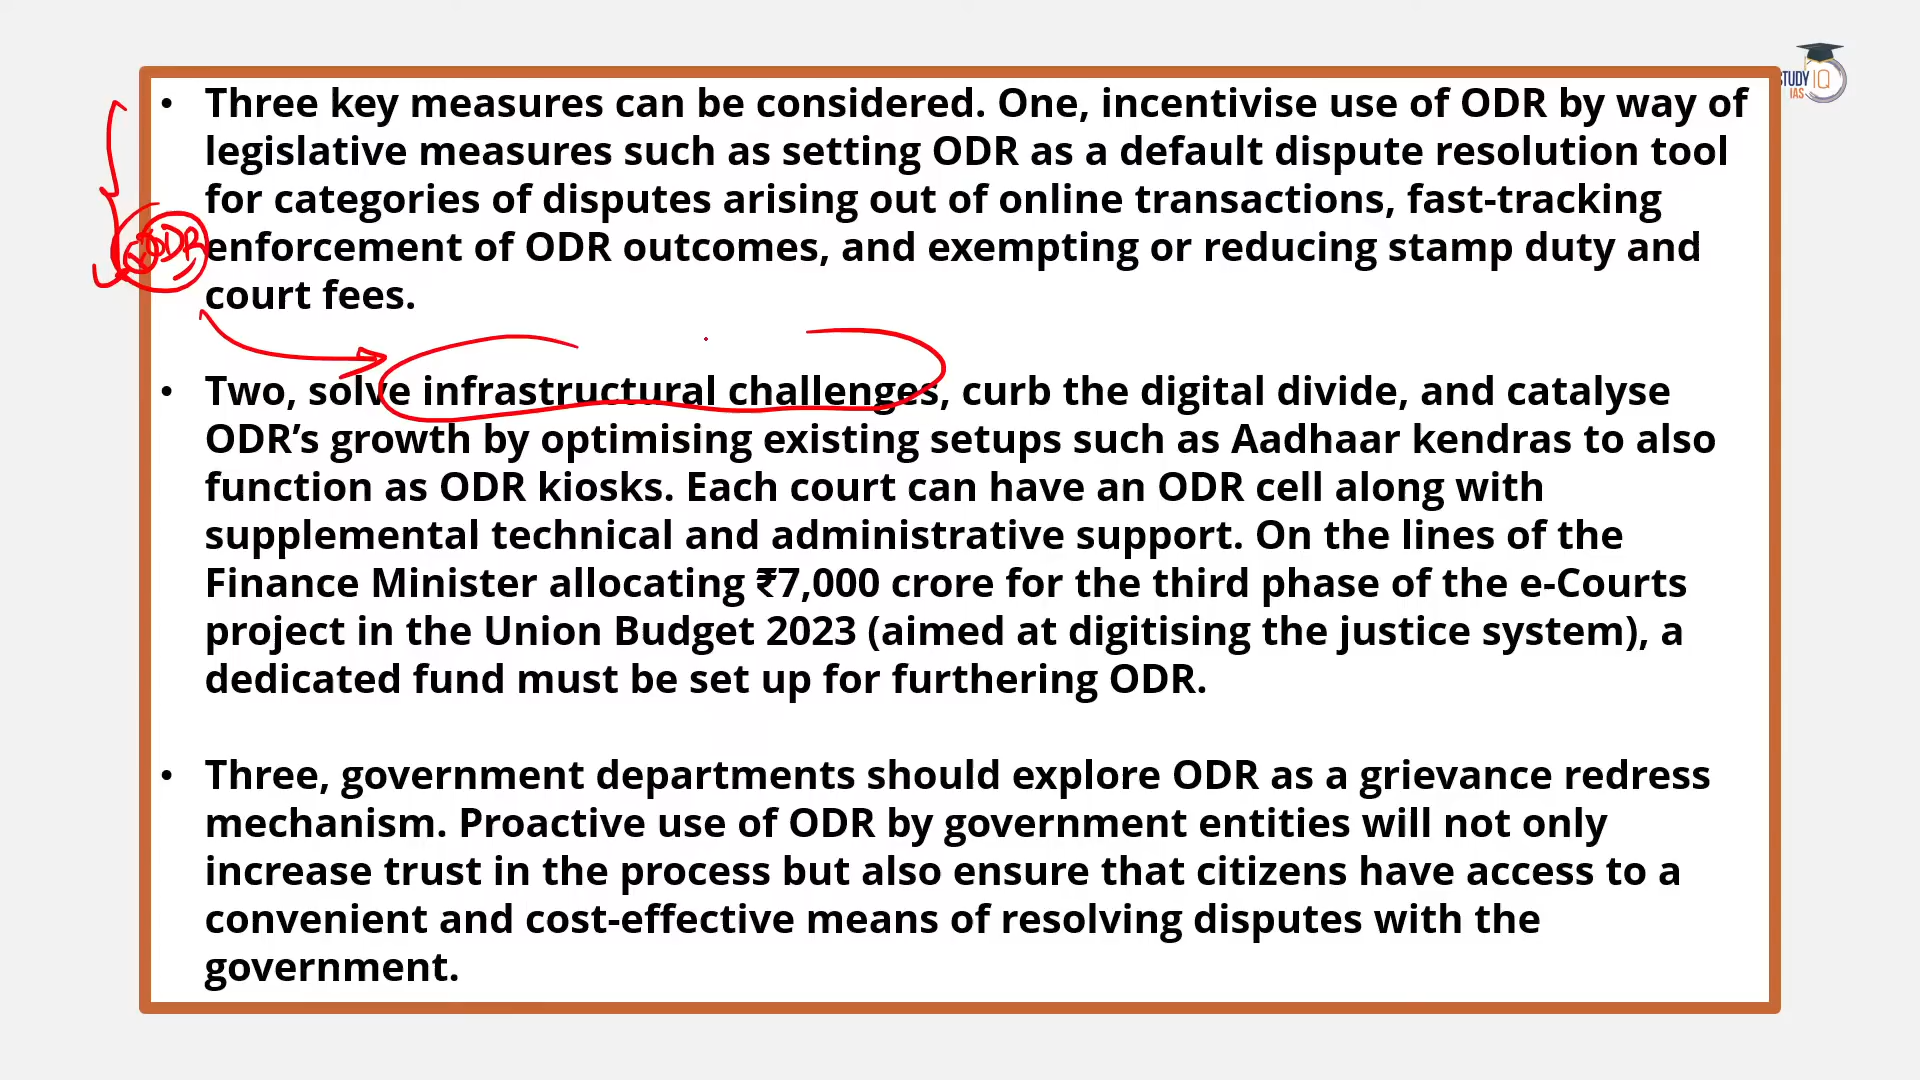 STUDY IQ
IAS
• Three key measures can be considered. One, incentivise use of ODR by way of
legislative measures such as setting ODR as a default dispute resolution tool
for categories of disputes arising out of online transactions, fast-tracking
ODR
enforcement of ODR outcomes, and exempting or reducing stamp duty and
court fees.
• Two, solve infrastructural challenges, curb the digital divide, and catalyse
ODR’s growth by optimising existing setups such as Aadhaar kendras to also
function as ODR kiosks. Each court can have an ODR cell along with
supplemental technical and administrative support. On the lines of the
Finance Minister allocating ₹7,000 crore for the third phase of the e-Courts
project in the Union Budget 2023 (aimed at digitising the justice system), a
dedicated fund must be set up for furthering ODR.
• Three, government departments should explore ODR as a grievance redress
mechanism. Proactive use of ODR by government entities will not only
increase trust in the process but also ensure that citizens have access to a
convenient and cost-effective means of resolving disputes with the
government.